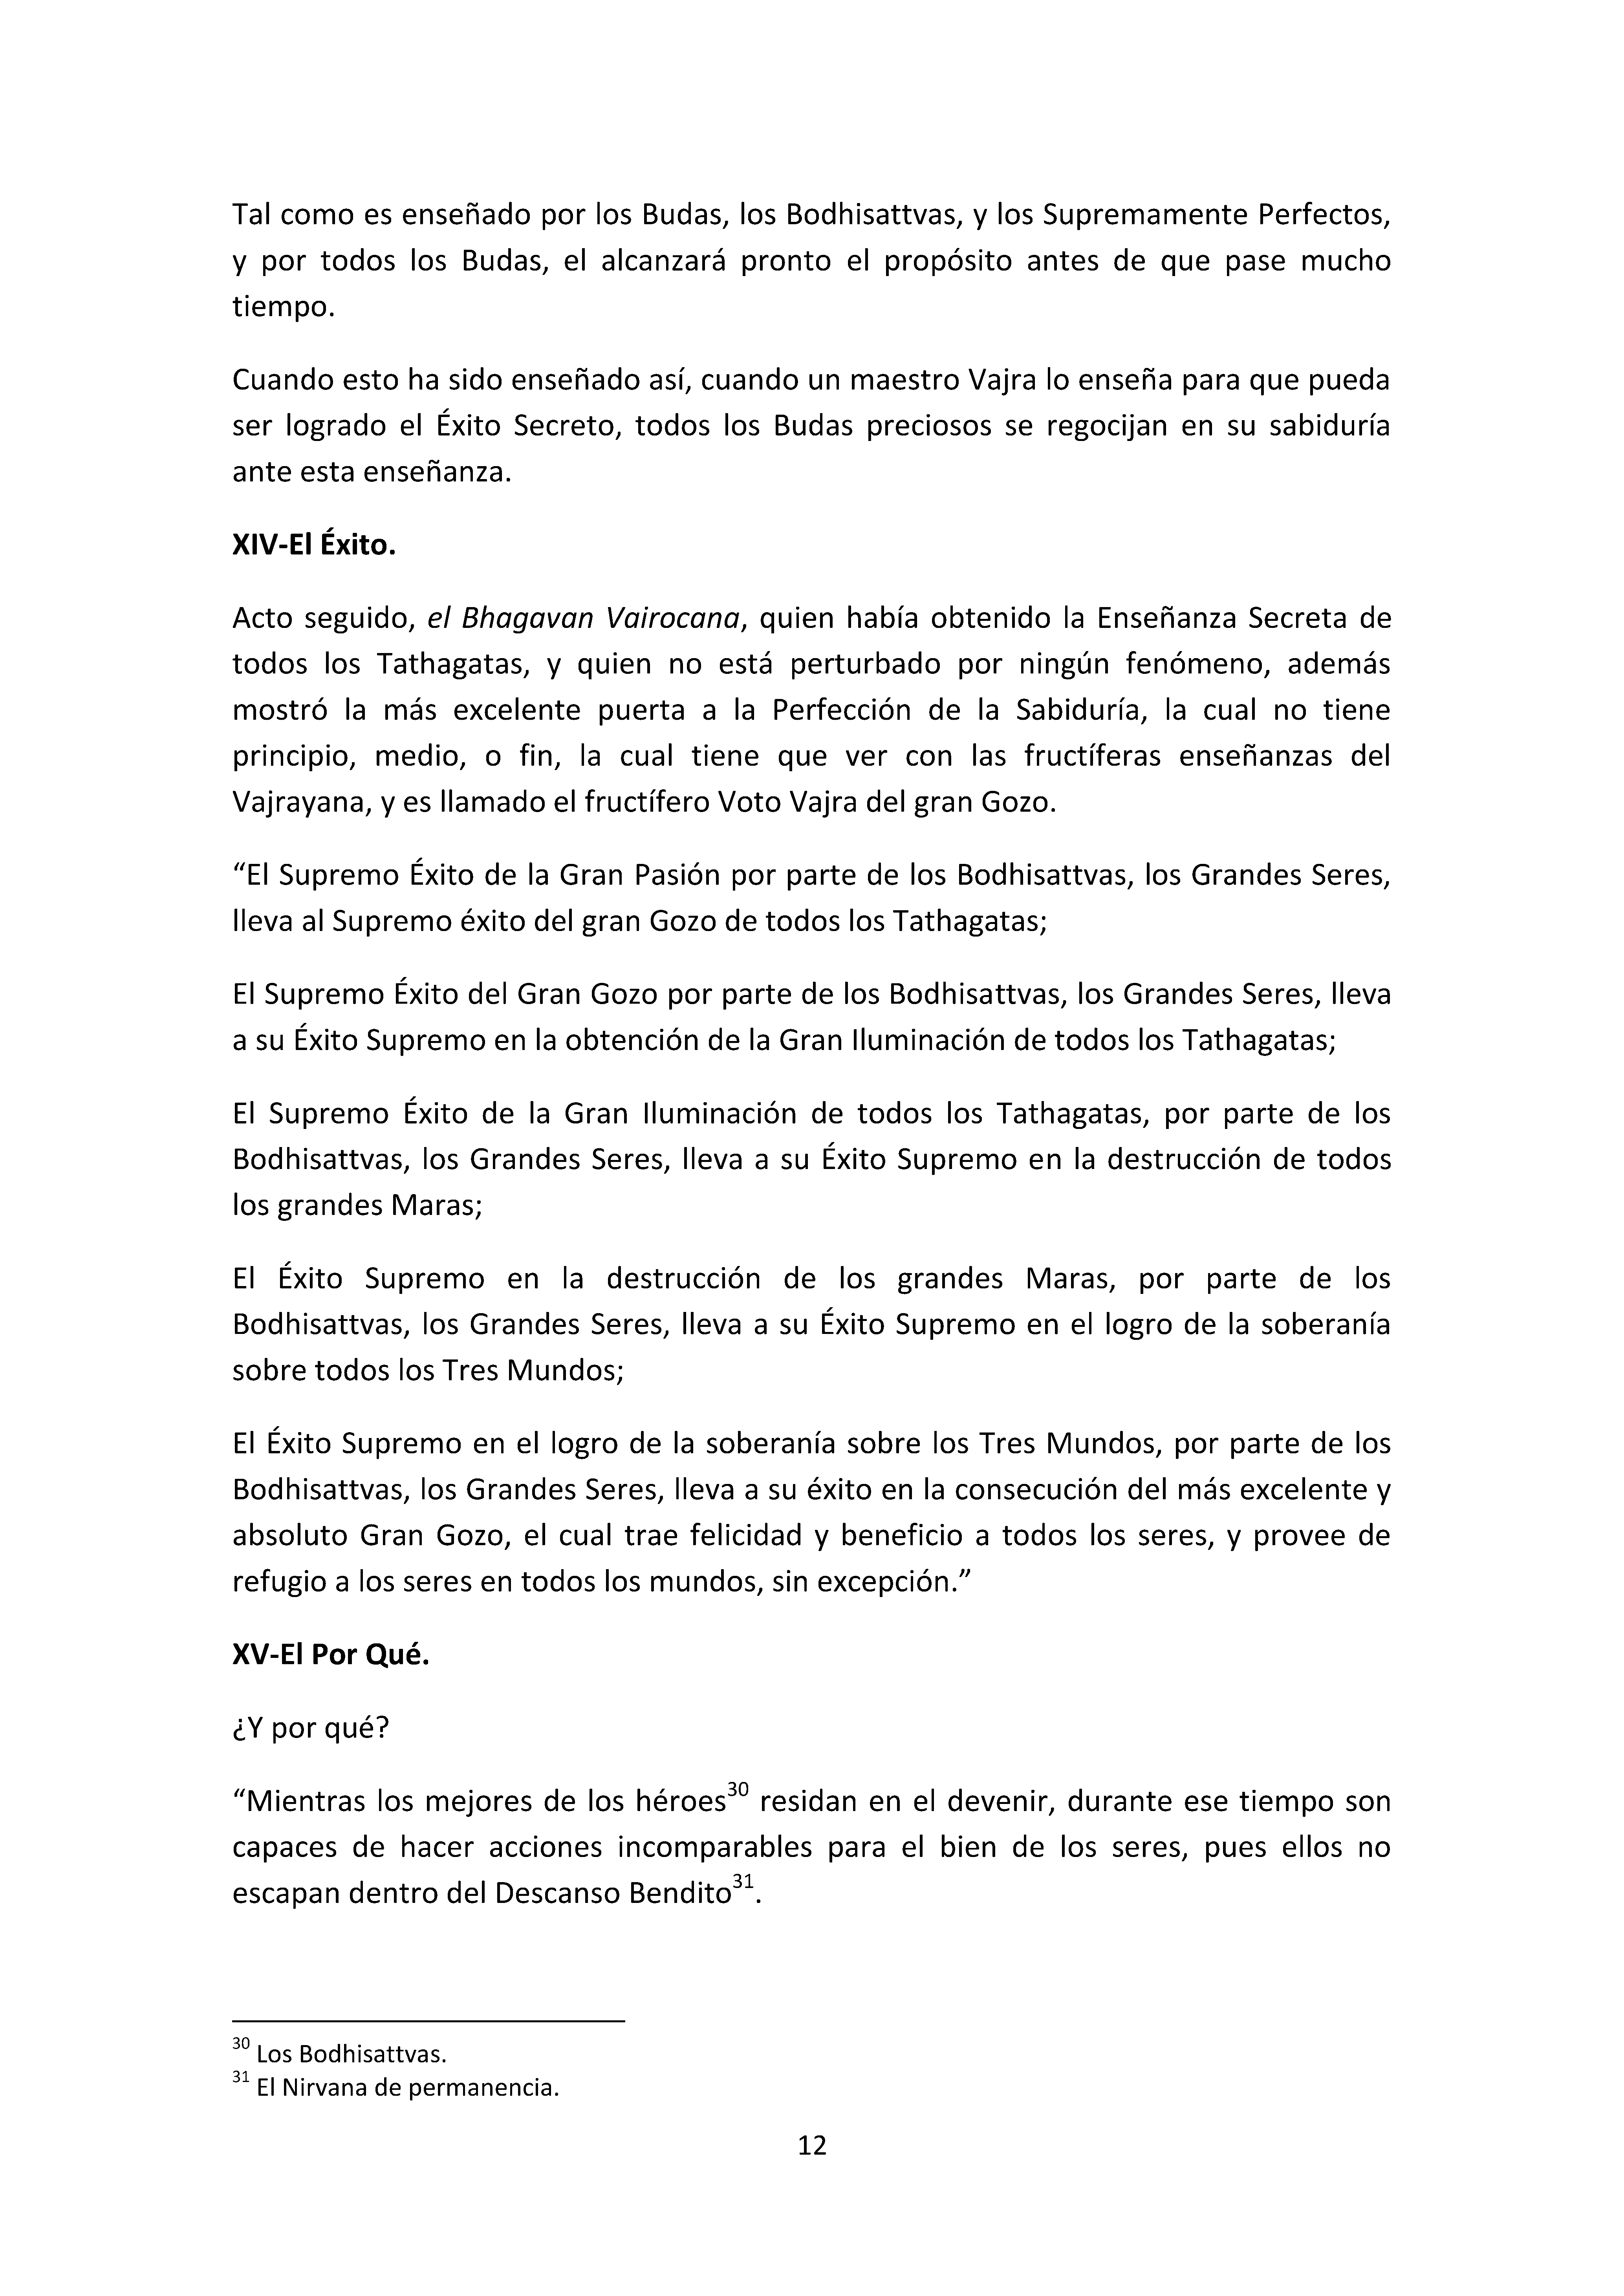 Tal como es enseñado por los Budas, los Bodhisattvas, y los Supremamente Perfectos,
y por todos los Budas, el alcanzará pronto el propósito antes de que pase mucho
tiempo.
Cuando esto ha sido enseñado así, cuando un maestro Vajra lo enseña para que pueda
ser logrado el Éxito Secreto, todos los Budas preciosos se regocijan en su sabiduría
ante esta enseñanza.
XIV-El Éxito.
Acto seguido, el Bhagavan Vairocana, quien había obtenido la Enseñanza Secreta de
todos los Tathagatas, y quien no está perturbado por ningún fenómeno, además
mostró la más excelente puerta a la Perfección de la Sabiduría, la cual no tiene
principio, medio, o fin, la cual tiene que ver con las fructíferas enseñanzas del
Vajrayana, y es llamado el fructífero Voto Vajra del gran Gozo.
“El Supremo Éxito de la Gran Pasión por parte de los Bodhisattvas, los Grandes Seres,
lleva al Supremo éxito del gran Gozo de todos los Tathagatas;
El Supremo Éxito del Gran Gozo por parte de los Bodhisattvas, los Grandes Seres, lleva
a su Éxito Supremo en la obtención de la Gran Iluminación de todos los Tathagatas;
El Supremo Éxito de la Gran Iluminación de todos los Tathagatas, por parte de los
Bodhisattvas, los Grandes Seres, lleva a su Éxito Supremo en la destrucción de todos
los grandes Maras;
El Éxito Supremo en la destrucción de los grandes Maras, por parte de los
Bodhisattvas, los Grandes Seres, lleva a su Éxito Supremo en el logro de la soberanía
sobre todos los Tres Mundos;
El Éxito Supremo en el logro de la soberanía sobre los Tres Mundos, por parte de los
Bodhisattvas, los Grandes Seres, lleva a su éxito en la consecución del más excelente y
absoluto Gran Gozo, el cual trae felicidad y beneficio a todos los seres, y provee de
refugio a los seres en todos los mundos, sin excepción.”
XV-El Por Qué.
¿Y por qué?
“Mientras los mejores de los héroes30 residan en el devenir, durante ese tiempo son
capaces de hacer acciones incomparables para el bien de los seres, pues ellos no
escapan dentro del Descanso Bendito31.
30 Los Bodhisattvas.
31 El Nirvana de permanencia.
12